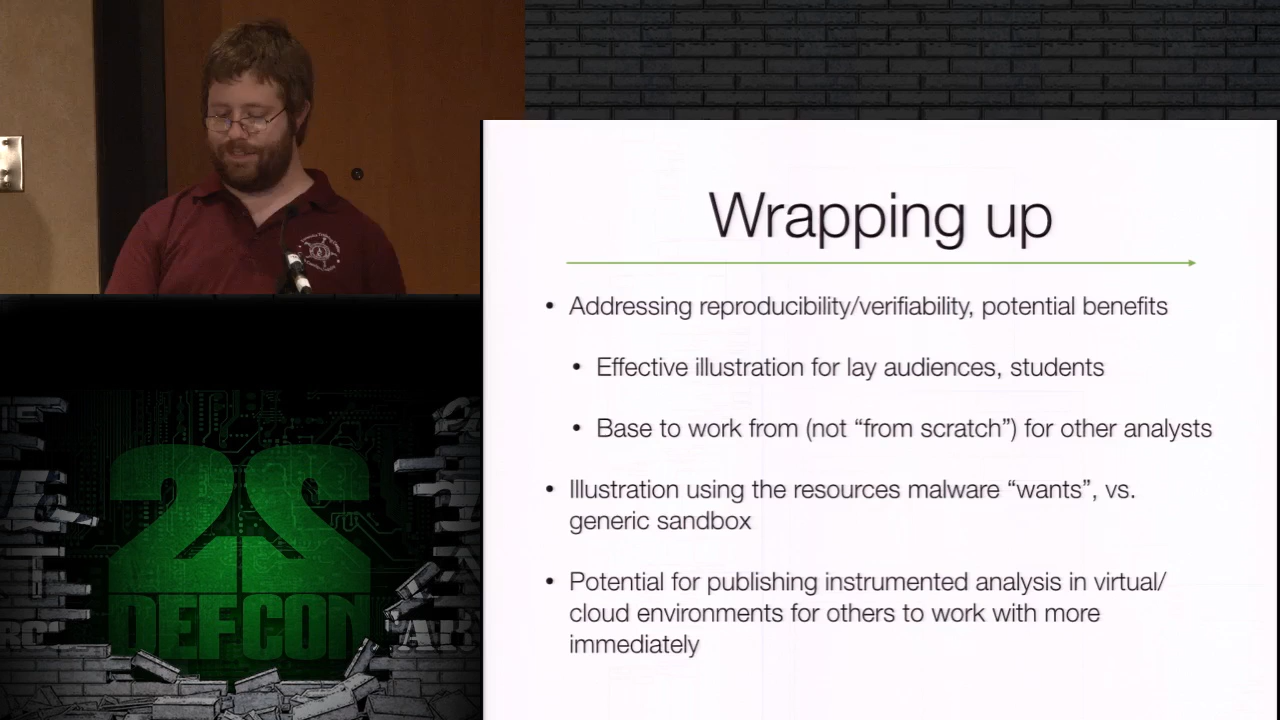 Wrapping up
• Addressing reproducibility/verifiability, potential benefits
• Effective illustration for lay audiences, students
• Base to work from (not “from scratch”) for other analysts
• Illustration using the resources malware “wants”, vs.
generic sandbox
• Potential for publishing instrumented analysis in virtual/
cloud environments for others to work with more
immediately
22
DEFCON